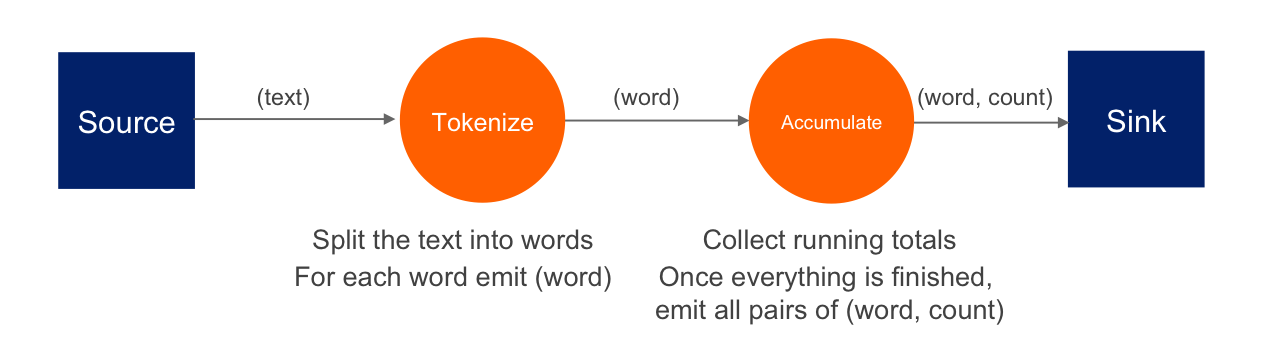 Source
(text)
Tokenize
(word)
Accumulate
(word, count)
Sink
Split the text into words
For each word emit (word)
Collect running totals
Once everything is finished,
emit all pairs of (word, count)